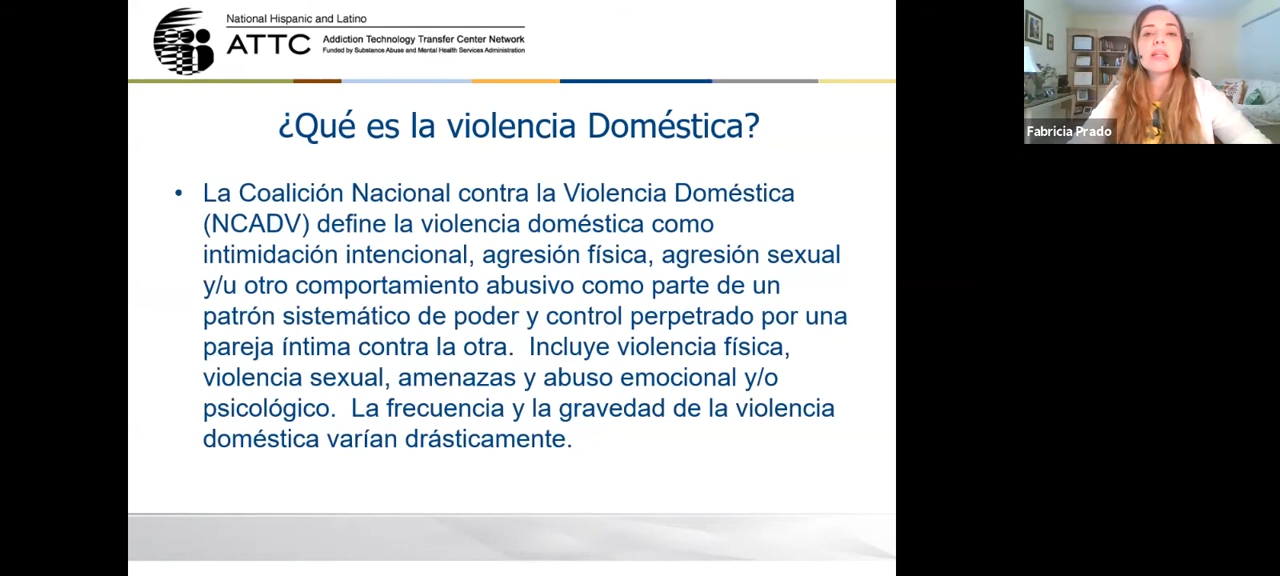 National Hispanic and Latino
ATTC
Addiction Technology Transfer Center Network
Funded by Substance Abuse and Mental Health Services Administration
¿Qué es la violencia Doméstica?
• La Coalición Nacional contra la Violencia Doméstica
(NCADV) define la violencia doméstica como
intimidación intencional, agresión física, agresión sexual
y/u otro comportamiento abusivo como parte de un
patrón sistemático de poder y control perpetrado por una
pareja íntima contra la otra.  Incluye violencia física,
violencia sexual, amenazas y abuso emocional y/o
psicológico.  La frecuencia y la gravedad de la violencia
doméstica varían drásticamente.
Fabricia Prado